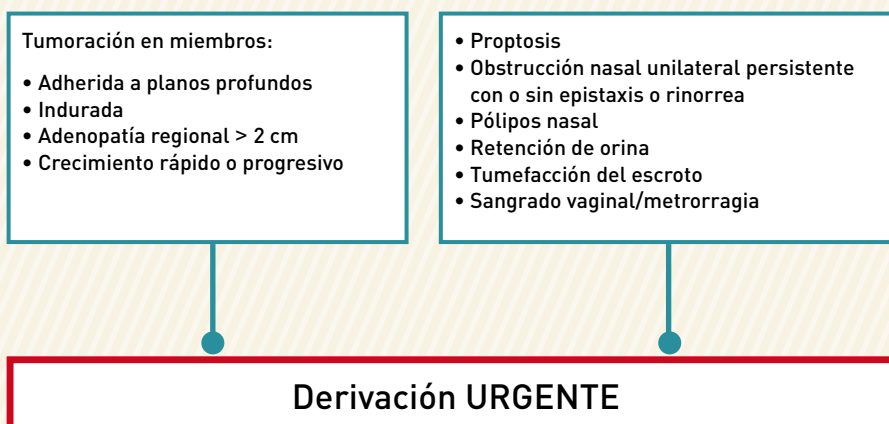 Tumoración en miembros:
• Adherida a planos profundos
• Indurada
• Adenopatía regional > 2 cm
• Crecimiento rápido o progresivo
• Proptosis
• Obstrucción nasal unilateral persistente
con o sin epistaxis o rinorrea
• Pólipos nasal
• Retención de orina
• Tumefacción del escroto
• Sangrado vaginal/metrorragia
Derivación URGENTE